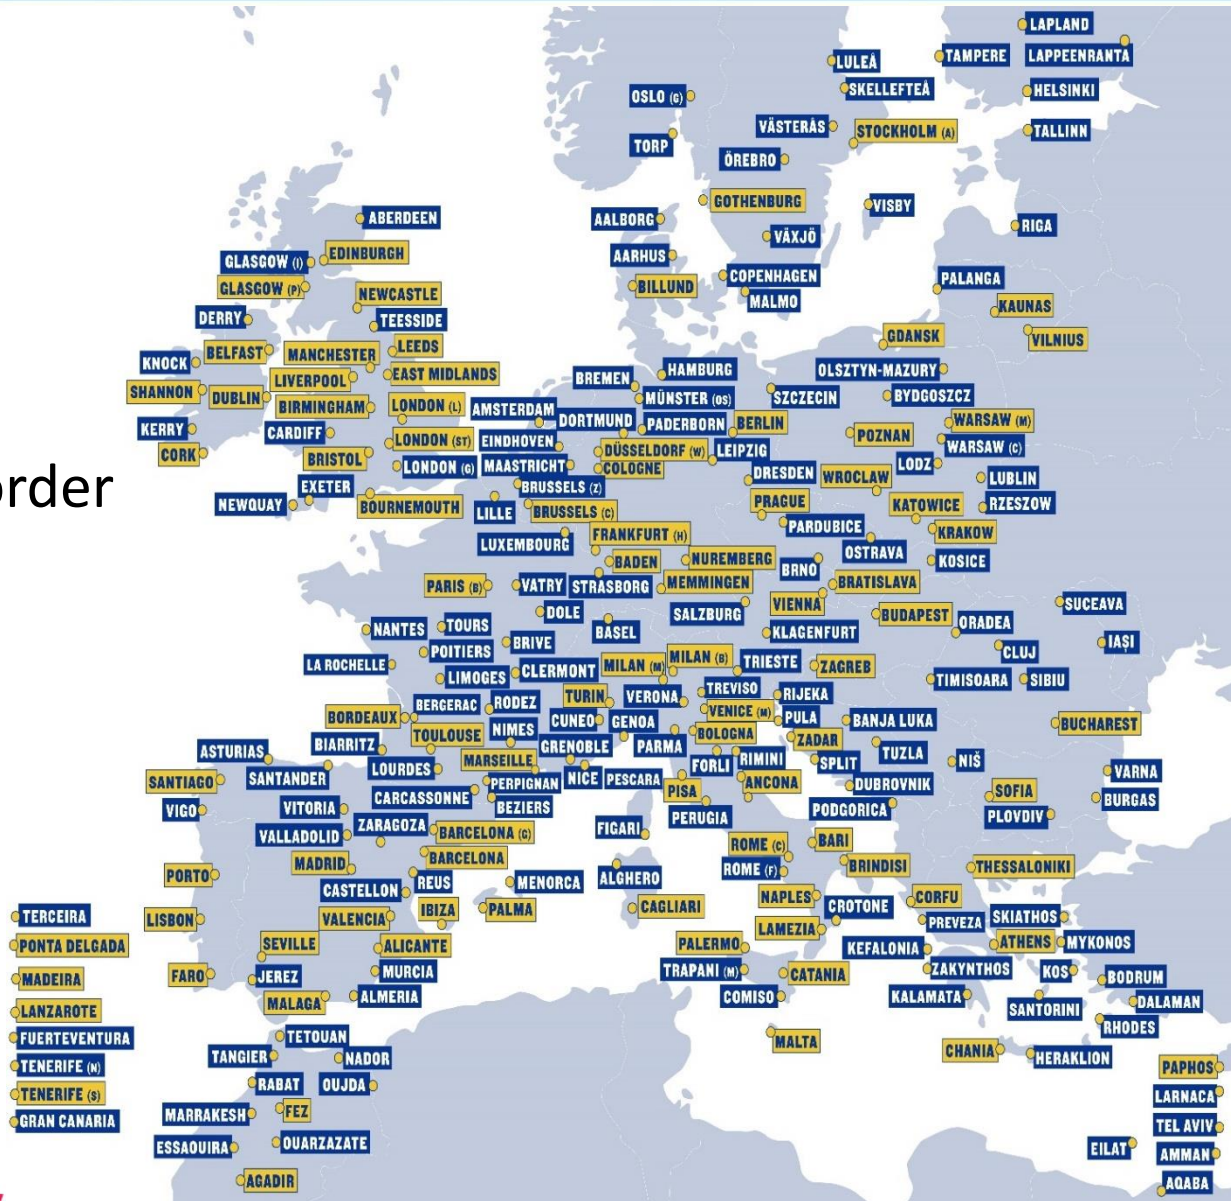 LAPLAND
LULEÅ
TAMPERE
LAPPEENRANTA
SKELLEFTEÅ
HELSINKI
OSLO (G)
VÄSTERÅS
STOCKHOLM (A)
TALLINN
TORP
ÖREBRO
GOTHENBURG
VISBY
ABERDEEN
AALBORG
RIGA
VÄXJÖ
EDINBURGH
AARHUS
GLASGOW (I)
COPENHAGEN
PALANGA
GLASGOW (P)
BILLUND
NEWCASTLE
MALMO
KAUNAS
DERRY
TEESSIDE
GDANSK
VILNIUS
BELFAST
MANCHESTER
LEEDS
KNOCK
HAMBURG
OLSZTYN-MAZURY
EAST MIDLANDS
LIVERPOOL
BREMEN
SHANNON
DUBLIN
MÜNSTER (OS)
SZCZECIN
BYDGOSZCZ
BIRMINGHAM
LONDON (L)
AMSTERDAM
DORTMUND
PADERBORN
BERLIN
WARSAW (M)
KERRY
CARDIFF
LONDON (ST)
EINDHOVEN
POZNAN
WARSAW (C)
CORK
BRISTOL
DÜSSELDORF (W)
LEIPZIG
LONDON (G)
MAASTRICHT
COLOGNE
LODZ
DRESDEN
WROCLAW
LUBLIN
order
EXETER
BRUSSELS (Z)
NEWQUAY
BOURNEMOUTH
LILLE
BRUSSELS (C)
PRAGUE
KATOWICE
RZESZOW
PARDUBICE
KRAKOW
FRANKFURT (H)
LUXEMBOURG
OSTRAVA
BADEN
NUREMBERG
KOSICE
BRNO
PARIS (B)
VATRY
STRASBORG
MEMMINGEN
BRATISLAVA
VIENNA
SUCEAVA
DOLE
SALZBURG
BUDAPEST
ORADEA
NANTES
TOURS
BASEL
KLAGENFURT
BRIVE
IAȘI
POITIERS
CLUJ
LA ROCHELLE
MILAN (M)
MILAN (B)
TRIESTE
ZAGREB
LIMOGES
CLERMONT
TIMISOARA
SIBIU
TREVISO
TURIN
VERONA
RIJEKA
BERGERAC
RODEZ
BORDEAUX
VENICE (M)
PULA
CUNEO
GENOA
BANJA LUKA
BUCHAREST
TOULOUSE
NIMES
BOLOGNA
ZADAR
BIARRITZ
GRENOBLE
PARMA
ASTURIAS
TUZLA
MARSEILLE
FORLI
RIMINI
SPLIT
NIŠ
LOURDES
VARNA
SANTIAGO
SANTANDER
PERPIGNAN
NICE
PESCARA
ANCONA
DUBROVNIK
PISA
SOFIA
CARCASSONNE
BURGAS
VIGO
VITORIA
BEZIERS
PODGORICA
PLOVDIV
PERUGIA
ZARAGOZA
FIGARI
VALLADOLID
BARCELONA (G)
ROME (C)
BARI
BARCELONA
MADRID
BRINDISI
THESSALONIKI
ROME (F)
PORTO
REUS
MENORCA
ALGHERO
CASTELLON
NAPLES
CORFU
CROTONE
IBIZA
PALMA
CAGLIARI
TERCEIRA
LISBON
VALENCIA
PREVEZA
SKIATHOS
LAMEZIA
PONTA DELGADA
SEVILLE
ALICANTE
PALERMO
ATHENS
MYKONOS
KEFALONIA
MADEIRA
FARO
JEREZ
MURCIA
TRAPANI (M)
CATANIA
ZAKYNTHOS
KOS
BODRUM
MALAGA
ALMERIA
COMISO
KALAMATA
DALAMAN
LANZAROTE
SANTORINI
FUERTEVENTURA
TETOUAN
MALTA
RHODES
TANGIER
NADOR
CHANIA
HERAKLION
TENERIFE (N)
PAPHOS
RABAT
OUJDA
TENERIFE (S)
LARNACA
GRAN CANARIA
MARRAKESH
FEZ
TEL AVIV
ESSAOUIRA
OUARZAZATE
EILAT
AMMAN
AGADIR
AQABA